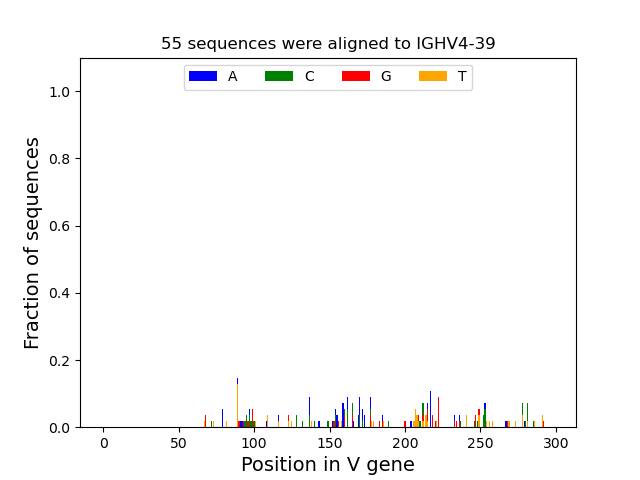 55 sequences were aligned to IGHV4-39
A C G T
1.0
0.8
0.6
0.4
0.2
0.0
Fraction of sequences
0 50 100 150 200 250 300
Position in V gene